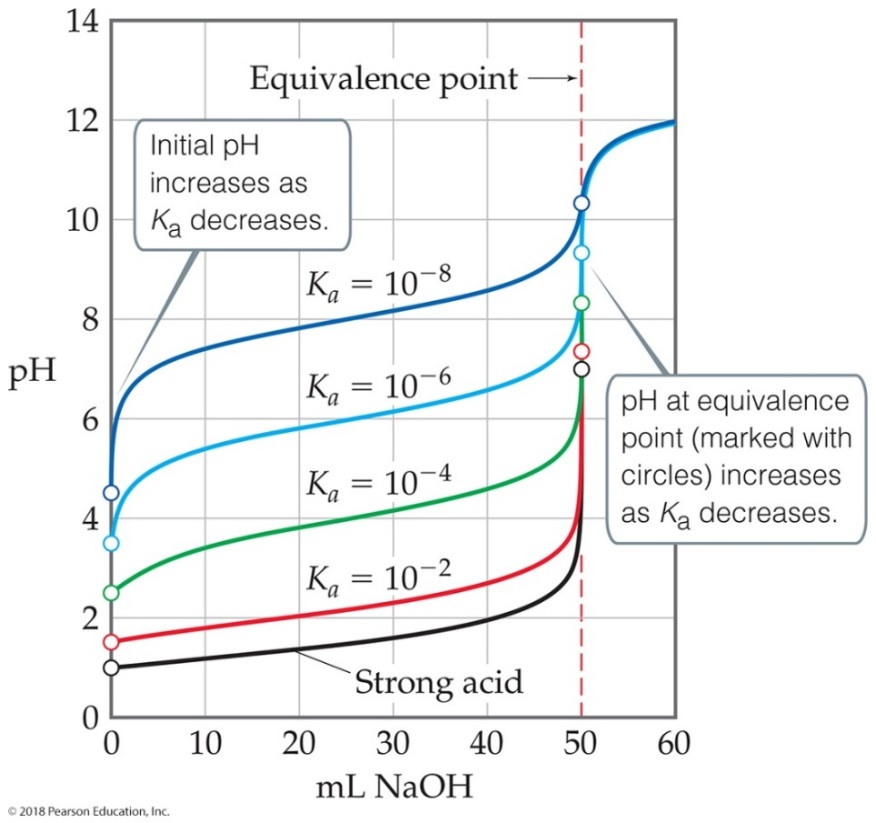 14
Equivalence point
12
Initial pH
increases as
Ka decreases.
10
Ka = 10⁻⁸
8
pH
Ka = 10⁻⁶
6
pH at equivalence
point (marked with
circles) increases
as Ka decreases.
Ka = 10⁻⁴
4
Ka = 10⁻²
2
Strong acid
0
0 10 20 30 40 50 60
mL NaOH
© 2018 Pearson Education, Inc.